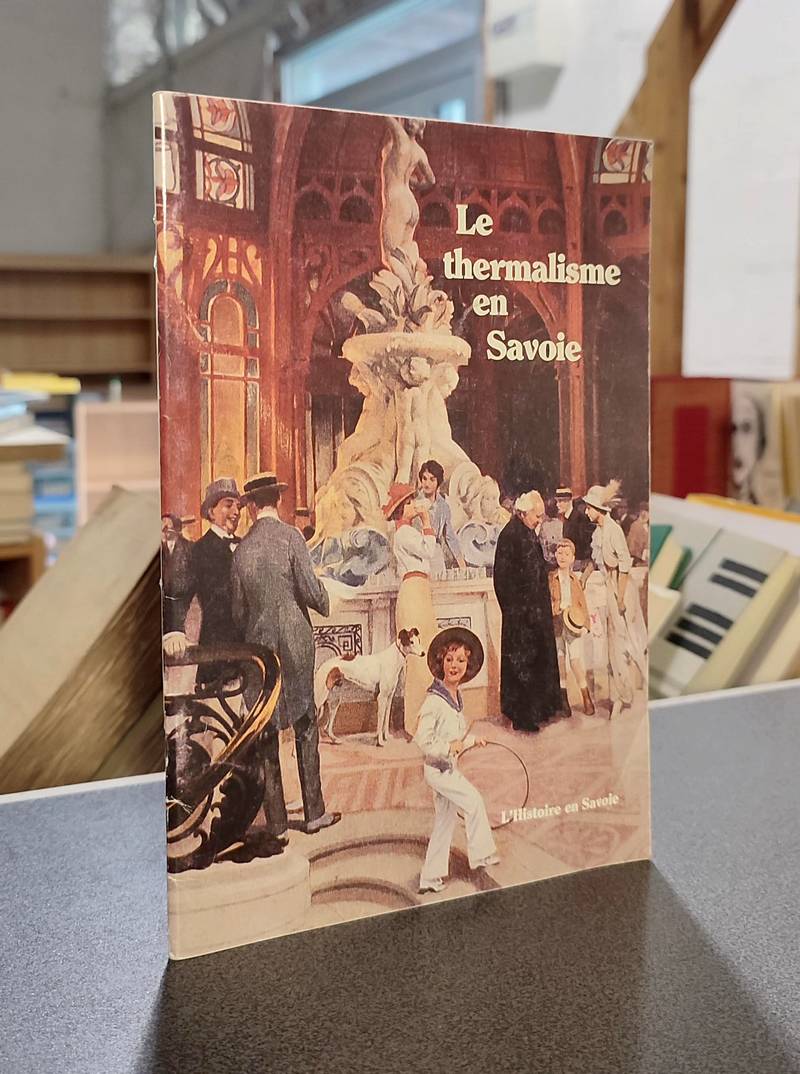 Le
thermalisme
en
Savoie
L'Histoire en Savoie